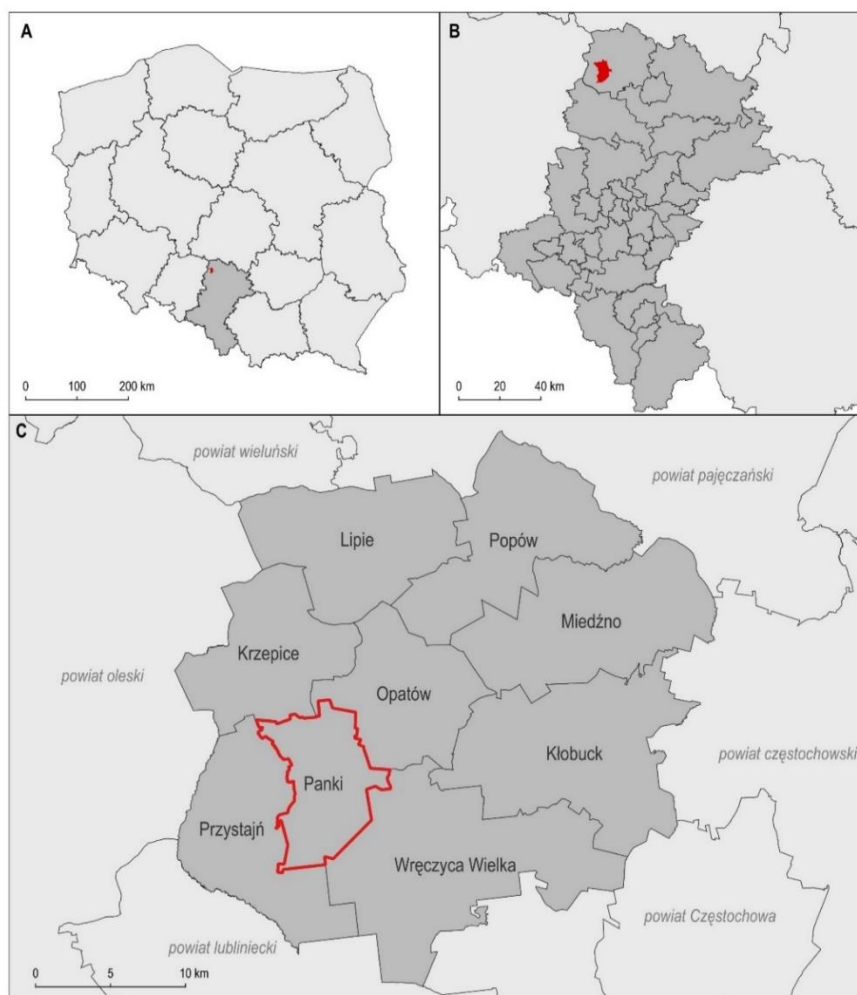 A
0 100 200 km
B
0 20 40 km
C
powiat wieluński
powiat pajęczański
Lipie
Popów
Miedźno
Krzepice
powiat oleski
Opatów
Kłobuck
powiat częstochowski
Panki
Przystajń
Wręczyca Wielka
powiat Częstochowa
powiat lubliniecki
0 5 10 km